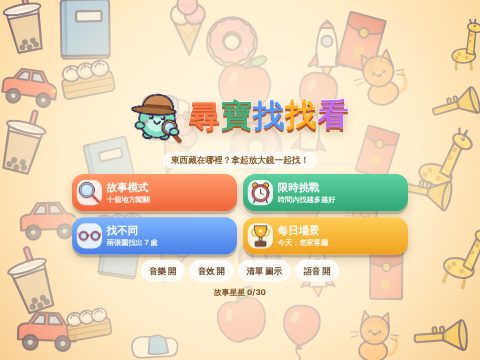 尋寶找找看
東西藏在哪裡？拿起放大鏡一起找！
故事模式
十個地方闖關
限時挑戰
時間內找越多越好
找不同
兩張圖找出 7 處
每日場景
今天：老家客廳
音樂 開
音效 開
清單 圖示
語音 開
故事星星 0/30